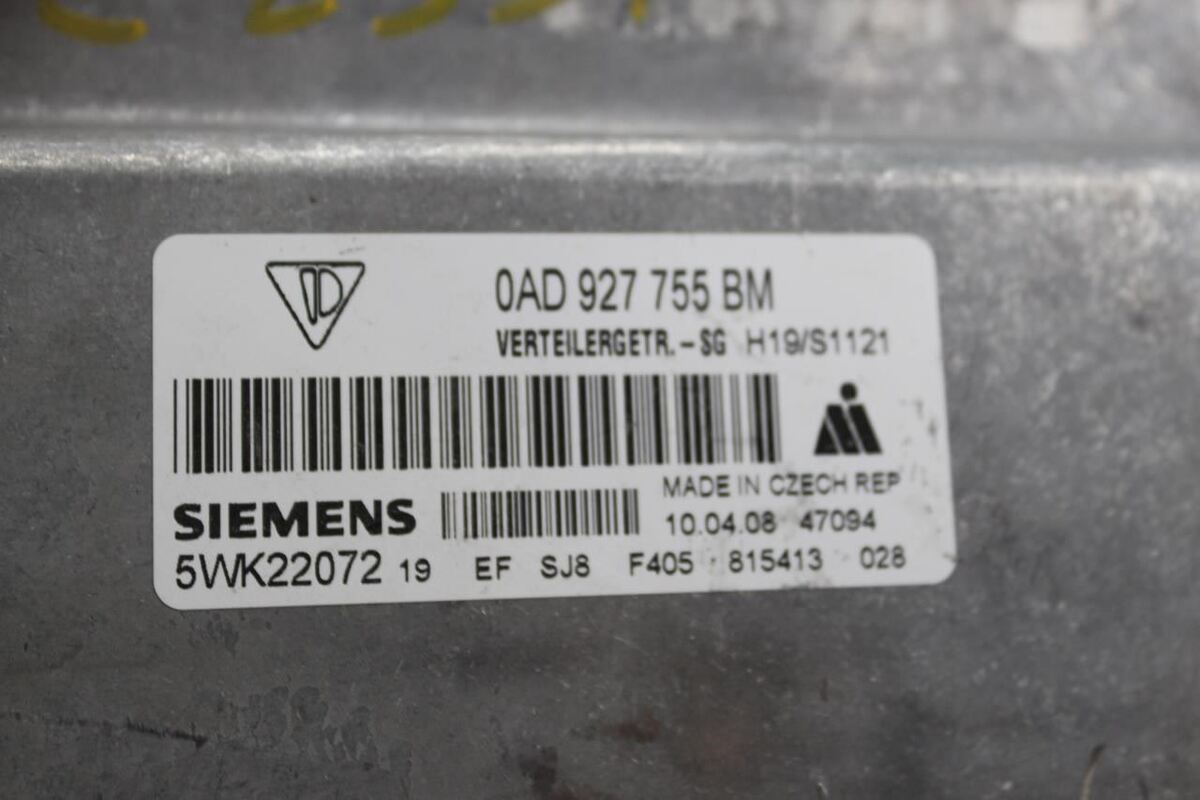 0AD 927 755 BM
VERTEILERGETR. - SG H19/S1121
MADE IN CZECH REP
SIEMENS 10.04.08 47094
5WK22072 19 EF SJ8 F405 815413 028